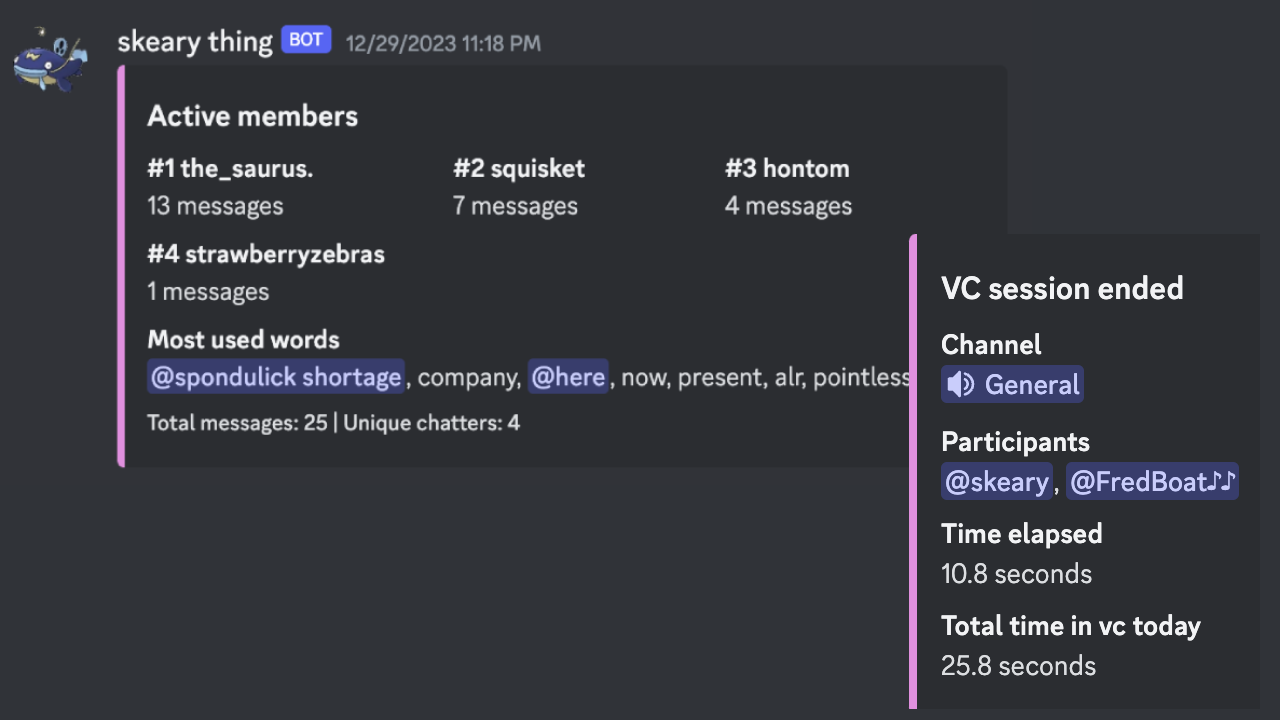 skeary thing BOT 12/29/2023 11:18 PM
Active members
#1 the_saurus. #2 squisket #3 hontom
13 messages 7 messages 4 messages
#4 strawberryzebras
1 messages
Most used words
@spondulick shortage, company, @here, now, present, alr, pointless
Total messages: 25 | Unique chatters: 4
VC session ended
Channel
General
Participants
@skeary, @FredBoat♪♪
Time elapsed
10.8 seconds
Total time in vc today
25.8 seconds